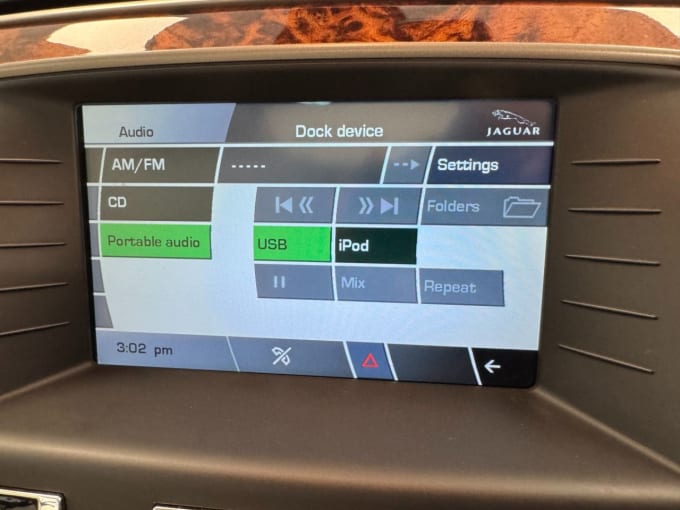 Audio
Dock device
JAGUAR
AM/FM
-----
Settings
CD
Folders
Portable audio
USB
iPod
Mix
Repeat
3:02 pm